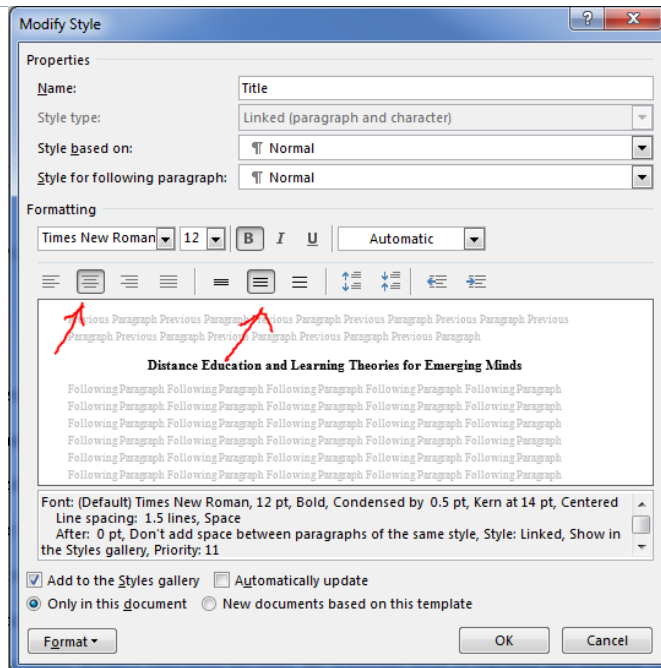 Modify Style
Properties
Name: Title
Style type: Linked (paragraph and character)
Style based on: ¶ Normal
Style for following paragraph: ¶ Normal
Formatting
Times New Roman 12 B I U Automatic
Previous Paragraph Previous Paragraph Previous Paragraph Previous Paragraph Previous Paragraph Previous
Paragraph Previous Paragraph Previous Paragraph Previous Paragraph Previous Paragraph
Distance Education and Learning Theories for Emerging Minds
Following Paragraph Following Paragraph Following Paragraph Following Paragraph Following Paragraph
Following Paragraph Following Paragraph Following Paragraph Following Paragraph Following Paragraph
Following Paragraph Following Paragraph Following Paragraph Following Paragraph Following Paragraph
Following Paragraph Following Paragraph Following Paragraph Following Paragraph Following Paragraph
Following Paragraph Following Paragraph Following Paragraph Following Paragraph Following Paragraph
Following Paragraph Following Paragraph Following Paragraph Following Paragraph Following Paragraph
Font: (Default) Times New Roman, 12 pt, Bold, Condensed by 0.5 pt, Kern at 14 pt, Centered
Line spacing: 1.5 lines, Space
After: 0 pt, Don't add space between paragraphs of the same style, Style: Linked, Show in
the Styles gallery, Priority: 11
Add to the Styles gallery Automatically update
Only in this document New documents based on this template
Format OK Cancel